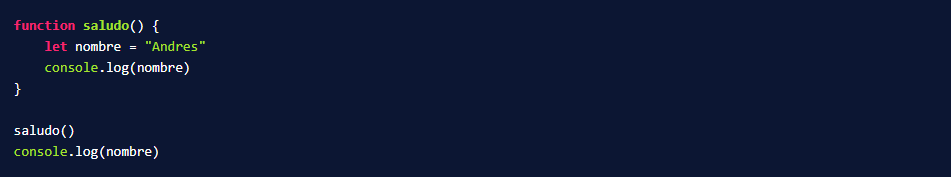 function saludo() {
    let nombre = "Andres"
    console.log(nombre)
}

saludo()
console.log(nombre)